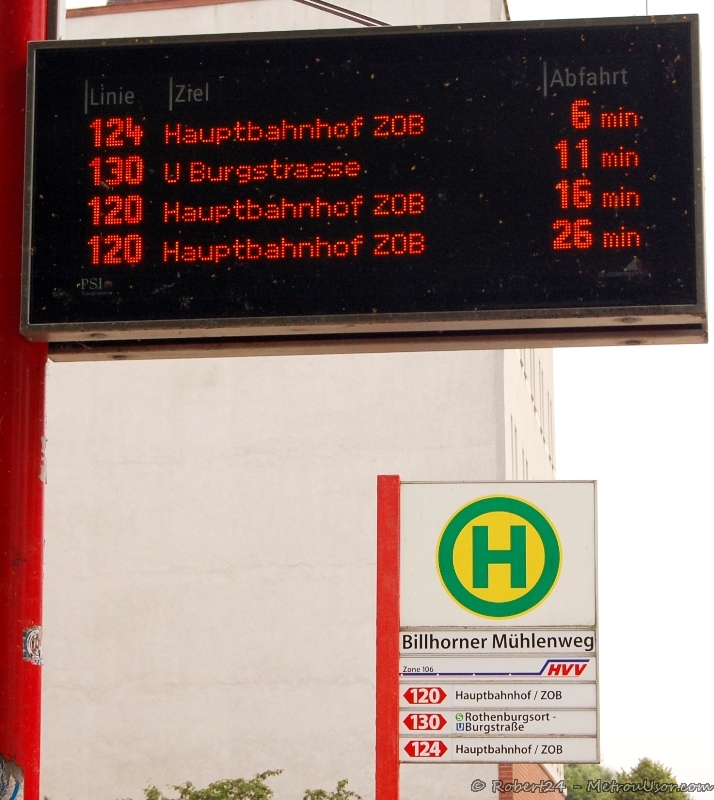 Linie Ziel Abfahrt
124 Hauptbahnhof ZOB 6 min
130 U Burgstrasse 11 min
120 Hauptbahnhof ZOB 16 min
120 Hauptbahnhof ZOB 26 min
PSI
H
Billhorner Mühlenweg
Zone 106 HVV
120 Hauptbahnhof / ZOB
130 S Rothenburgsort -
U Burgstraße
124 Hauptbahnhof / ZOB
© Robert24 - MetrouUsor.com